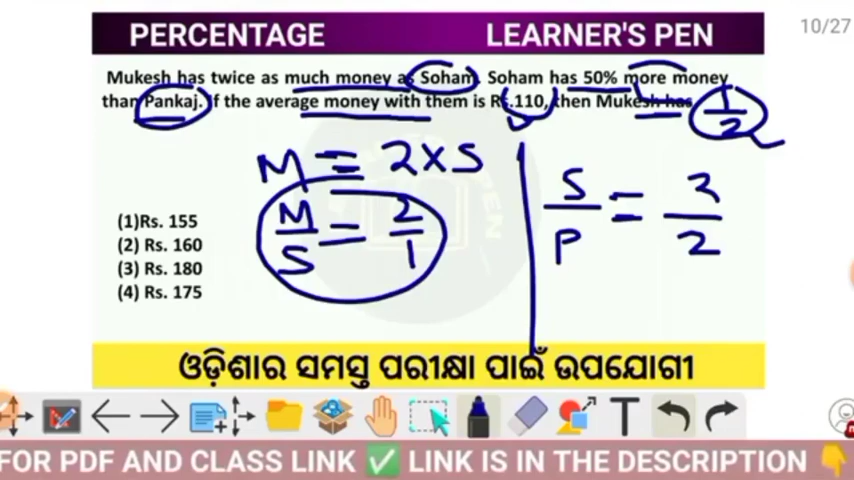 10/27
PERCENTAGE LEARNER'S PEN
Mukesh has twice as much money as Soham. Soham has 50% more money
than Pankaj. If the average money with them is Rs.110, then Mukesh has
1/2
M = 2×S
M/S = 2/1
S/P = 3/2
(1)Rs. 155
(2) Rs. 160
(3) Rs. 180
(4) Rs. 175
ଓଡ଼ିଶାର ସମସ୍ତ ପରୀକ୍ଷା ପାଇଁ ଉପଯୋଗୀ
T
FOR PDF AND CLASS LINK ✅ LINK IS IN THE DESCRIPTION 👇